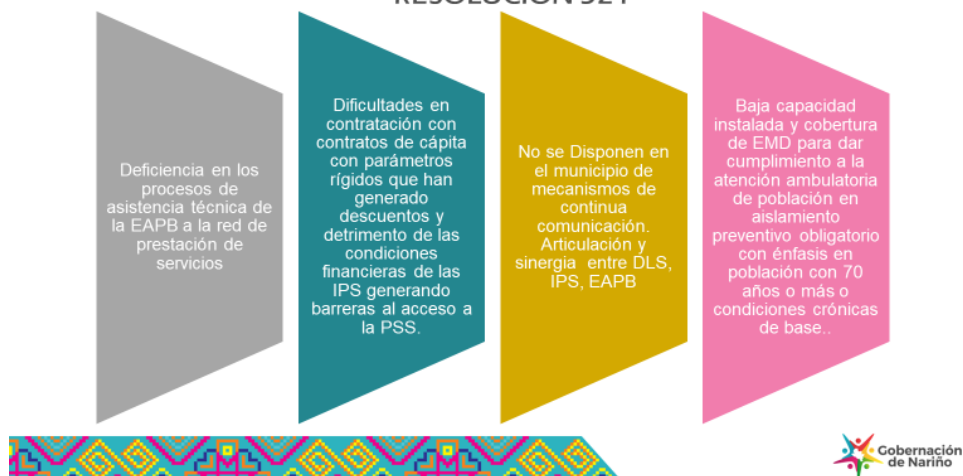 RESOLUCIÓN 521
Deficiencia en los
procesos de
asistencia técnica de
la EAPB a la red de
prestación de
servicios
Dificultades en
contratación con
contratos de cápita
con parámetros
rígidos que han
generado
descuentos y
detrimento de las
condiciones
financieras de las
IPS generando
barreras al acceso a
la PSS.
No se Disponen en
el municipio de
mecanismos de
continua
comunicación.
Articulación y
sinergia entre DLS,
IPS, EAPB
Baja capacidad
instalada y cobertura
de EMD para dar
cumplimiento a la
atención ambulatoria
de población en
aislamiento
preventivo obligatorio
con énfasis en
población con 70
años o más o
condiciones crónicas
de base..
Gobernación
de Nariño